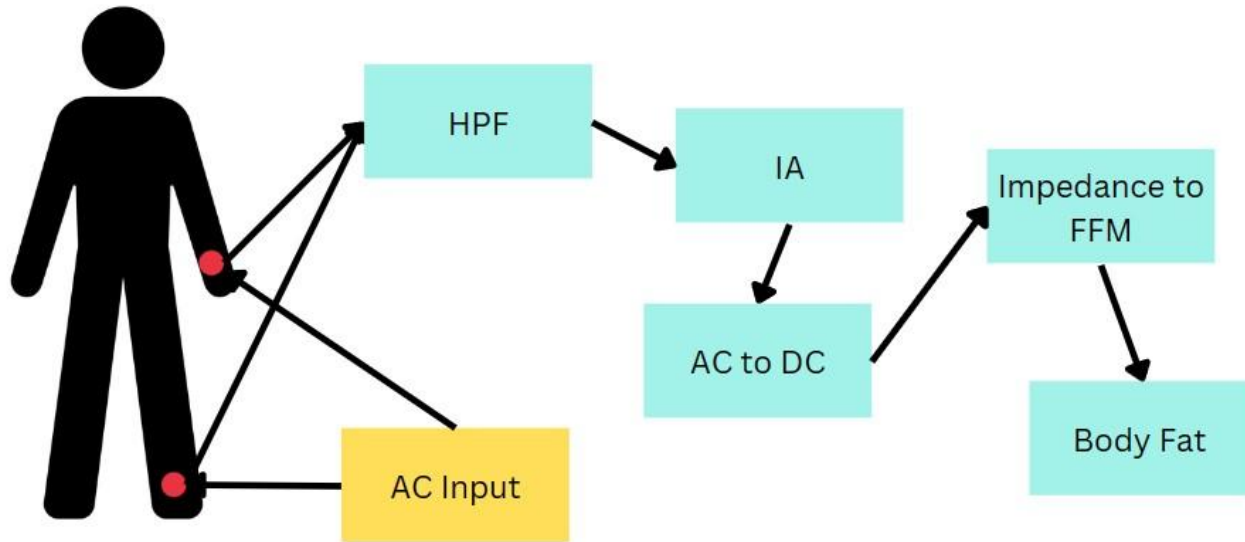 HPF
IA
Impedance to
FFM
AC to DC
Body Fat
AC Input